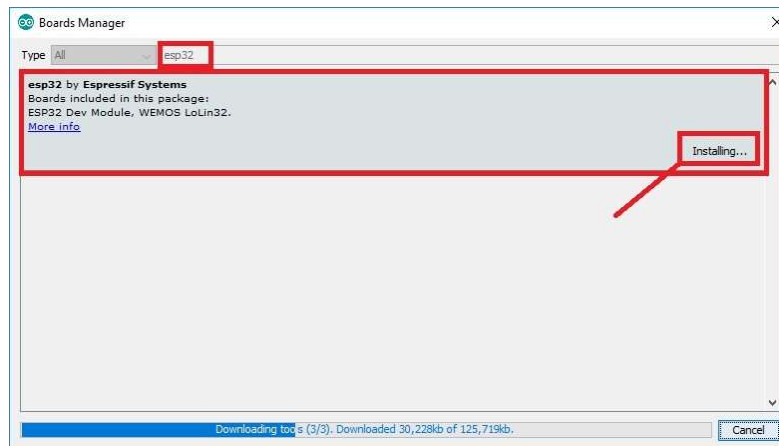 Boards Manager
Type All esp32
esp32 by Espressif Systems
Boards included in this package:
ESP32 Dev Module, WEMOS LoLin32.
More info
Installing...
Downloading tools (3/3). Downloaded 30,228kb of 125,719kb.
Cancel